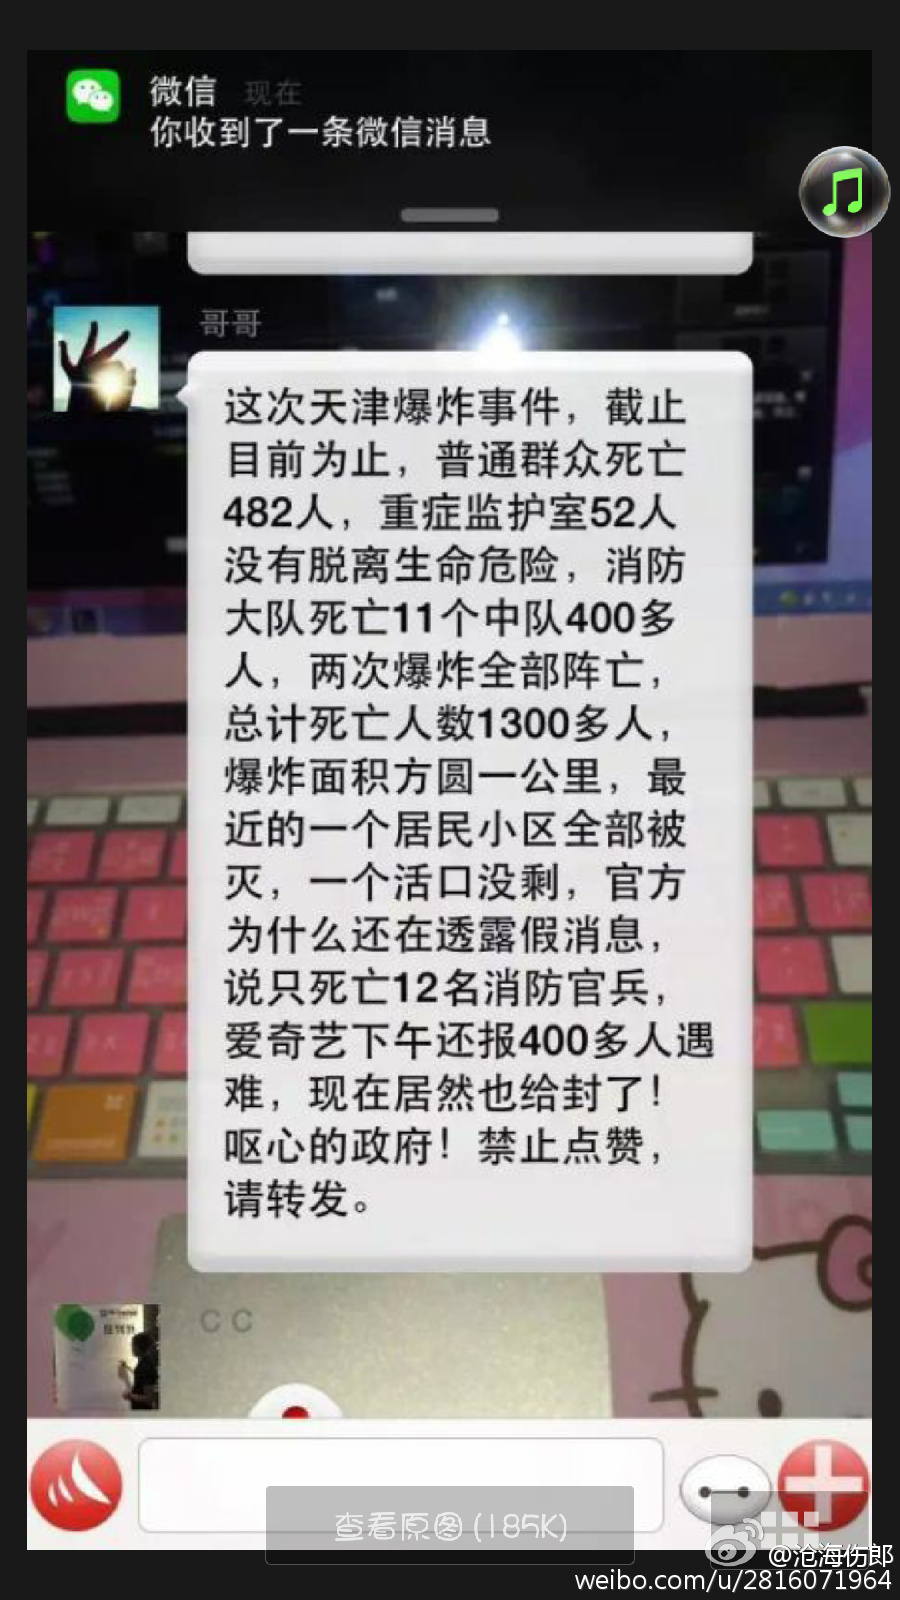 微信 现在
你收到了一条微信消息
哥哥
这次天津爆炸事件，截止
目前为止，普通群众死亡
482人，重症监护室52人
没有脱离生命危险，消防
大队死亡11个中队400多
人，两次爆炸全部阵亡，
总计死亡人数1300多人，
爆炸面积方圆一公里，最
近的一个居民小区全部被
灭，一个活口没剩，官方
为什么还在透露假消息，
说只死亡12名消防官兵，
爱奇艺下午还报400多人遇
难，现在居然也给封了！
呕心的政府！禁止点赞，
请转发。
C C
查看原图 (185K)
@沧海伤郎
weibo.com/u/2816071964